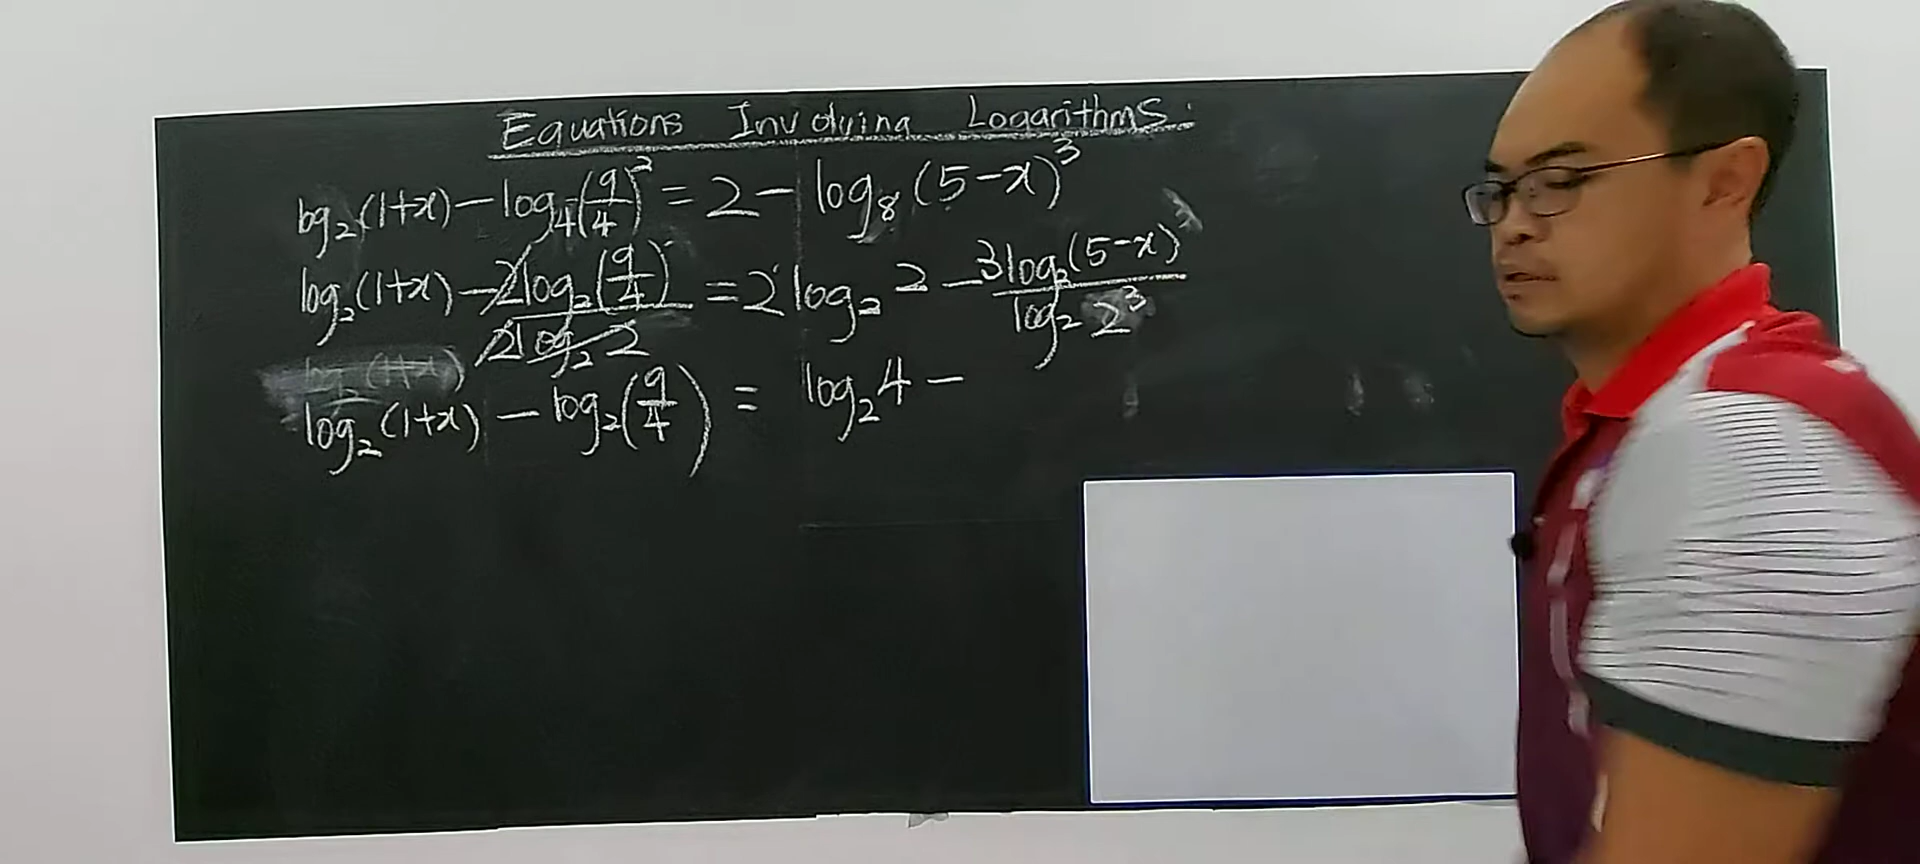 Equations Involving Logarithms:
log₂(1+x) − log₄(9/4)² = 2 − log₈(5−x)³
log₂(1+x) − 2log₂(9/4) / 2log₂2 = 2log₂2 − 3log₂(5−x) / log₂2³
log₂(1+x) − log₂(9/4) = log₂4 −